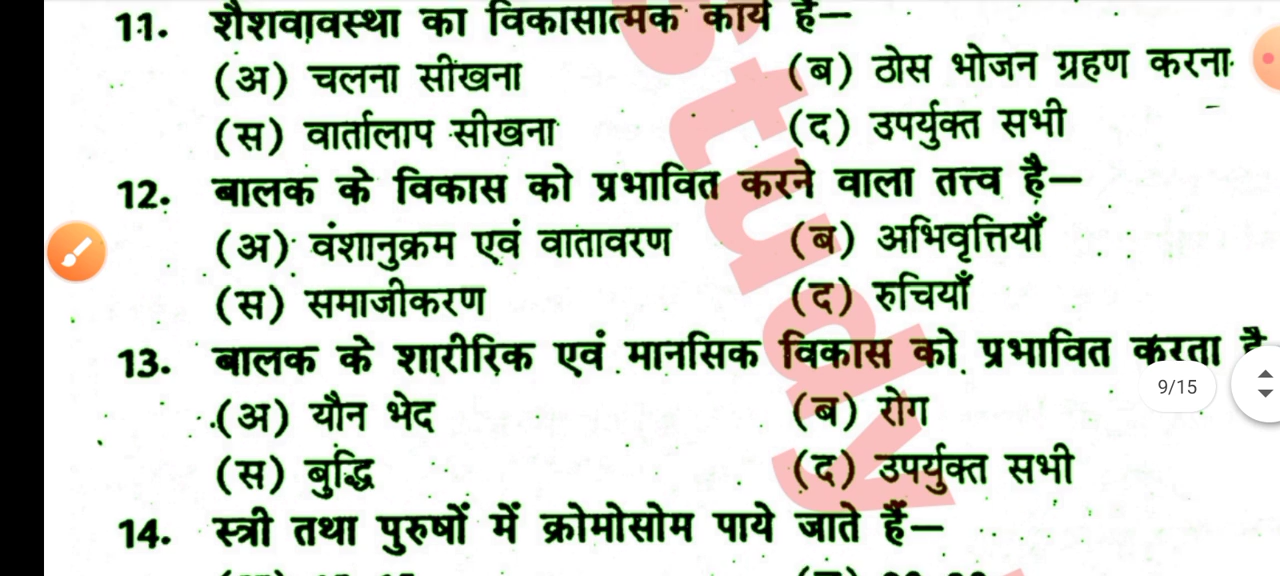 11. शैशवावस्था का विकासात्मक कार्य है—
(अ) चलना सीखना (ब) ठोस भोजन ग्रहण करना
(स) वार्तालाप सीखना (द) उपर्युक्त सभी
12. बालक के विकास को प्रभावित करने वाला तत्त्व है—
(अ) वंशानुक्रम एवं वातावरण (ब) अभिवृत्तियाँ
(स) समाजीकरण (द) रुचियाँ
13. बालक के शारीरिक एवं मानसिक विकास को प्रभावित करता है
9/15
(अ) यौन भेद (ब) रोग
(स) बुद्धि (द) उपर्युक्त सभी
14. स्त्री तथा पुरुषों में क्रोमोसोम पाये जाते हैं—
Study